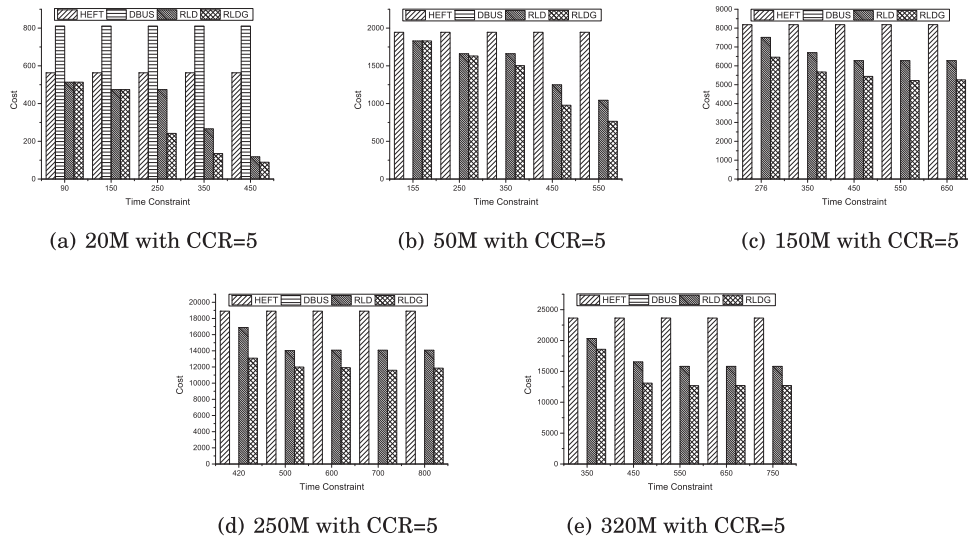 HEFT DBUS RLD RLDG
800
600
400
200
0
Cost
90 150 250 350 450
Time Constraint
(a) 20M with CCR=5
HEFT DBUS RLD RLDG
2000
1500
1000
500
0
Cost
155 250 350 450 550
Time Constraint
(b) 50M with CCR=5
HEFT DBUS RLD RLDG
9000
8000
7000
6000
5000
4000
3000
2000
1000
0
Cost
276 350 450 550 650
Time Constraint
(c) 150M with CCR=5
HEFT DBUS RLD RLDG
20000
18000
16000
14000
12000
10000
8000
6000
4000
2000
0
Cost
420 500 600 700 800
Time Constraint
(d) 250M with CCR=5
HEFT DBUS RLD RLDG
25000
20000
15000
10000
5000
0
Cost
350 450 550 650 750
Time Constraint
(e) 320M with CCR=5